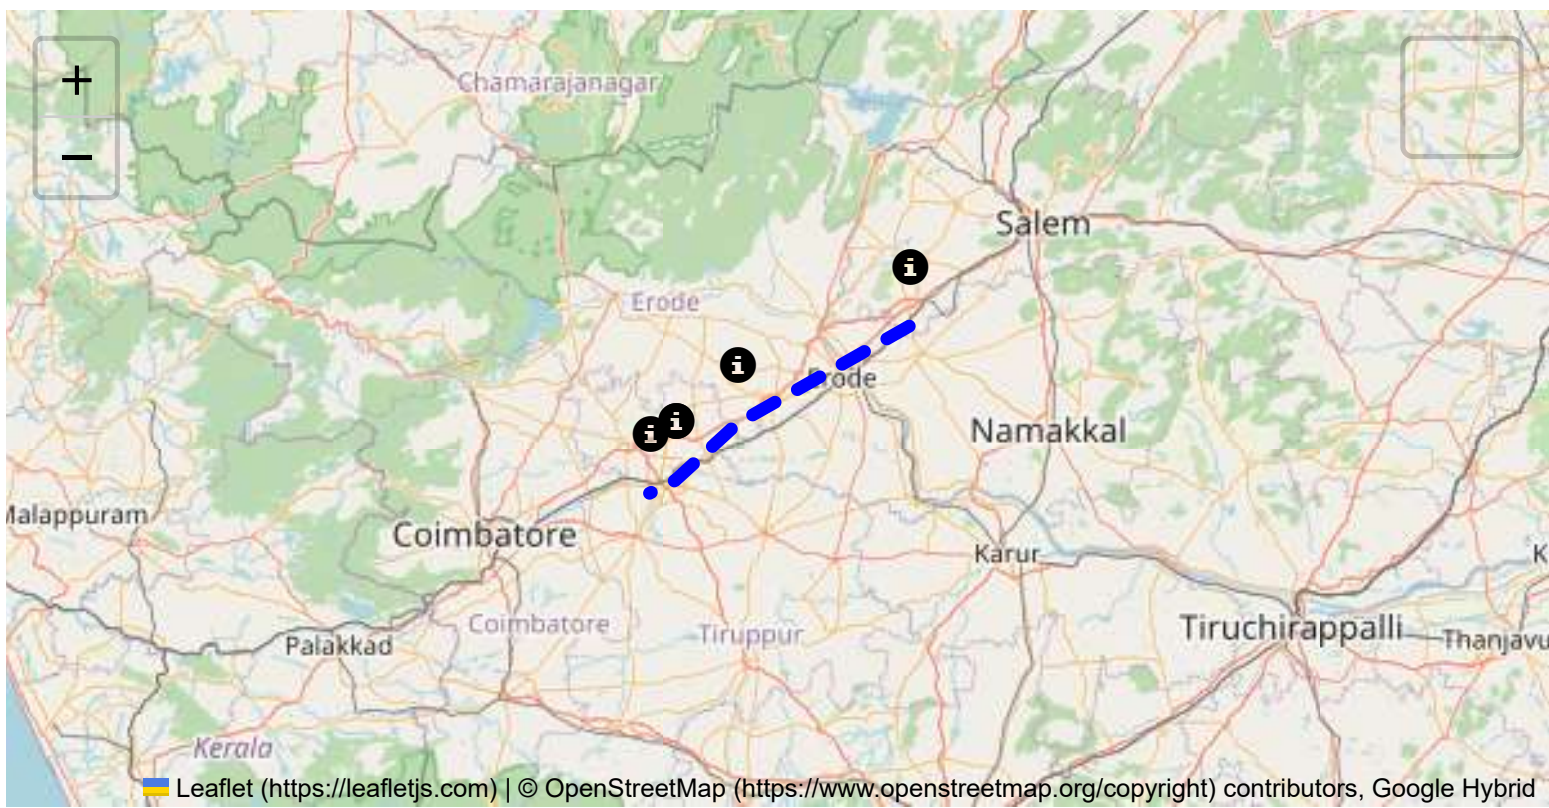 +
Chamarajanagar
−
Salem
i
Erode
i
Erode
i
i
Namakkal
Malappuram
Coimbatore
Karur
K
Coimbatore
Tiruppur
Tiruchirappalli
Thanjavu
Palakkad
Kerala
Leaflet (https://leafletjs.com) | © OpenStreetMap (https://www.openstreetmap.org/copyright) contributors, Google Hybrid